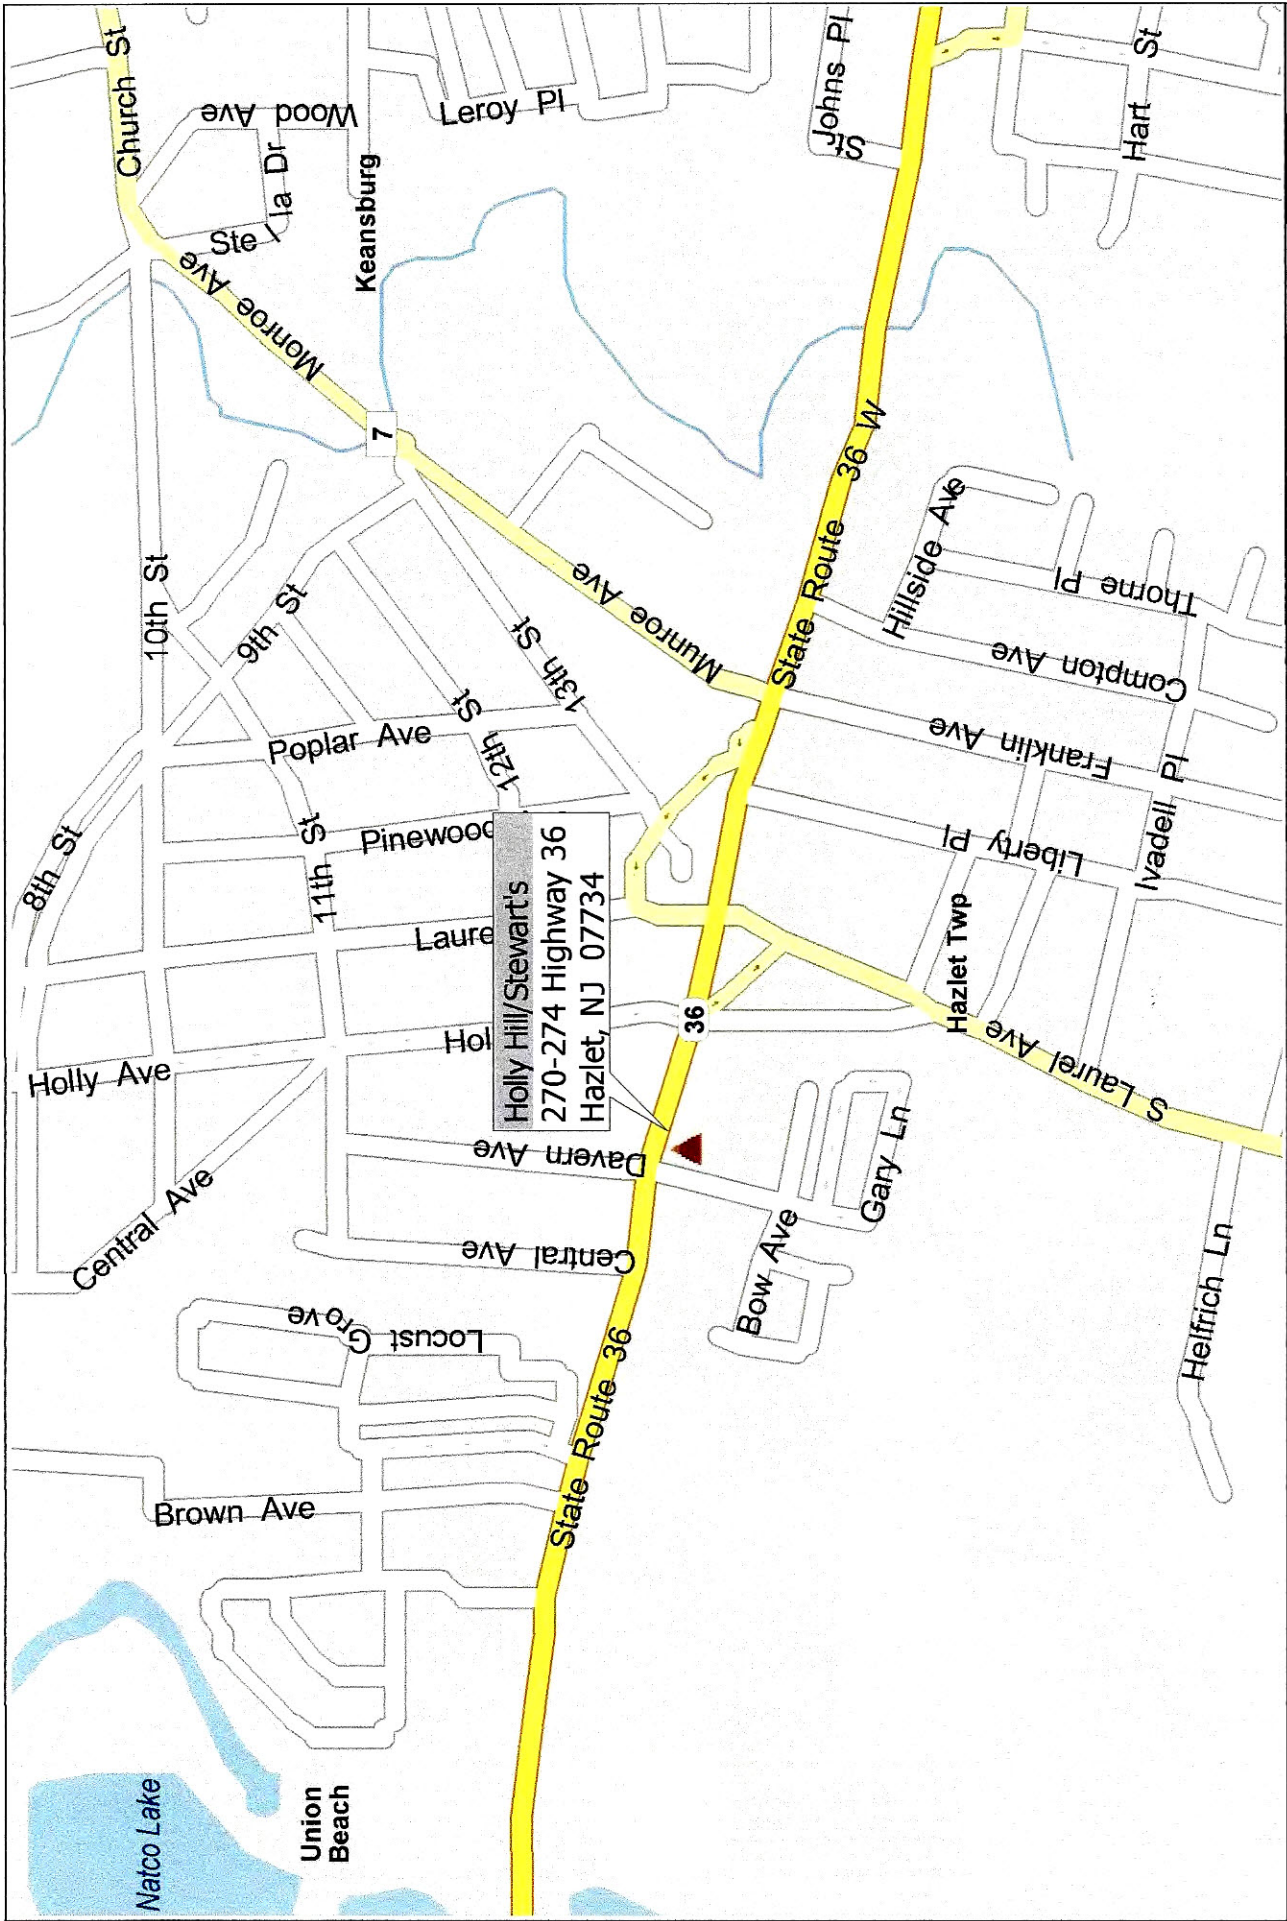 Church St
Wood Ave
Ste
la Dr
Keansburg
Leroy Pl
Johns Pl
St
Hart St
Monroe Ave
7
10th St
9th St
13th St
12th St
Munroe Ave
State Route 36 W
Hillside Ave
Thorne Pl
Compton Ave
Franklin Ave
Ivadell Pl
Liberty Pl
Poplar Ave
8th St
11th St
Pinewood
Laure
Hol
Holly Hill/Stewart's
270-274 Highway 36
Hazlet, NJ 07734
36
Hazlet Twp
S Laurel Ave
Holly Ave
Central Ave
Davern Ave
Central Ave
Gary Ln
Bow Ave
Helfrich Ln
Locust Grove
State Route 36
Brown Ave
Natco Lake
Union
Beach